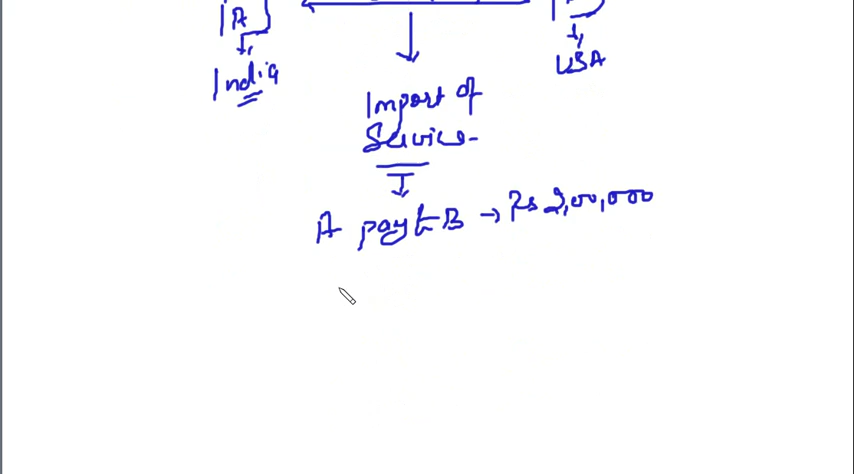 A
India
USA
Import of
Service
A pay to B → Rs 2,00,000